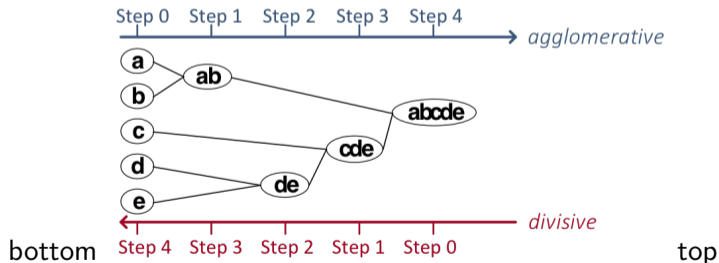 Step 0 Step 1 Step 2 Step 3 Step 4
agglomerative
a
ab
b
abcde
c
cde
d
de
e
divisive
bottom Step 4 Step 3 Step 2 Step 1 Step 0 top